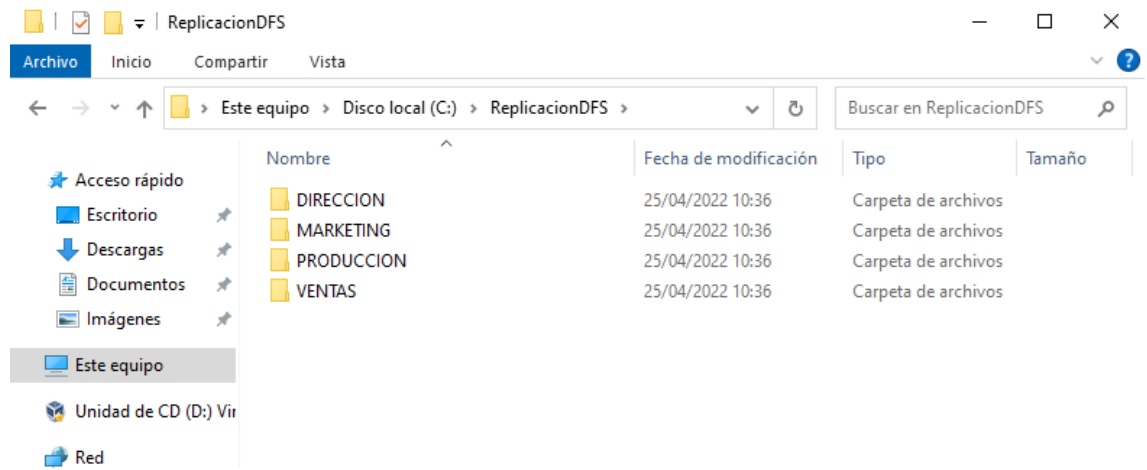 ReplicacionDFS
Archivo Inicio Compartir Vista ?
Este equipo > Disco local (C:) > ReplicacionDFS > Buscar en ReplicacionDFS
Nombre Fecha de modificación Tipo Tamaño
Acceso rápido
DIRECCION 25/04/2022 10:36 Carpeta de archivos
Escritorio
MARKETING 25/04/2022 10:36 Carpeta de archivos
Descargas
PRODUCCION 25/04/2022 10:36 Carpeta de archivos
Documentos
VENTAS 25/04/2022 10:36 Carpeta de archivos
Imágenes
Este equipo
Unidad de CD (D:) Vir
Red